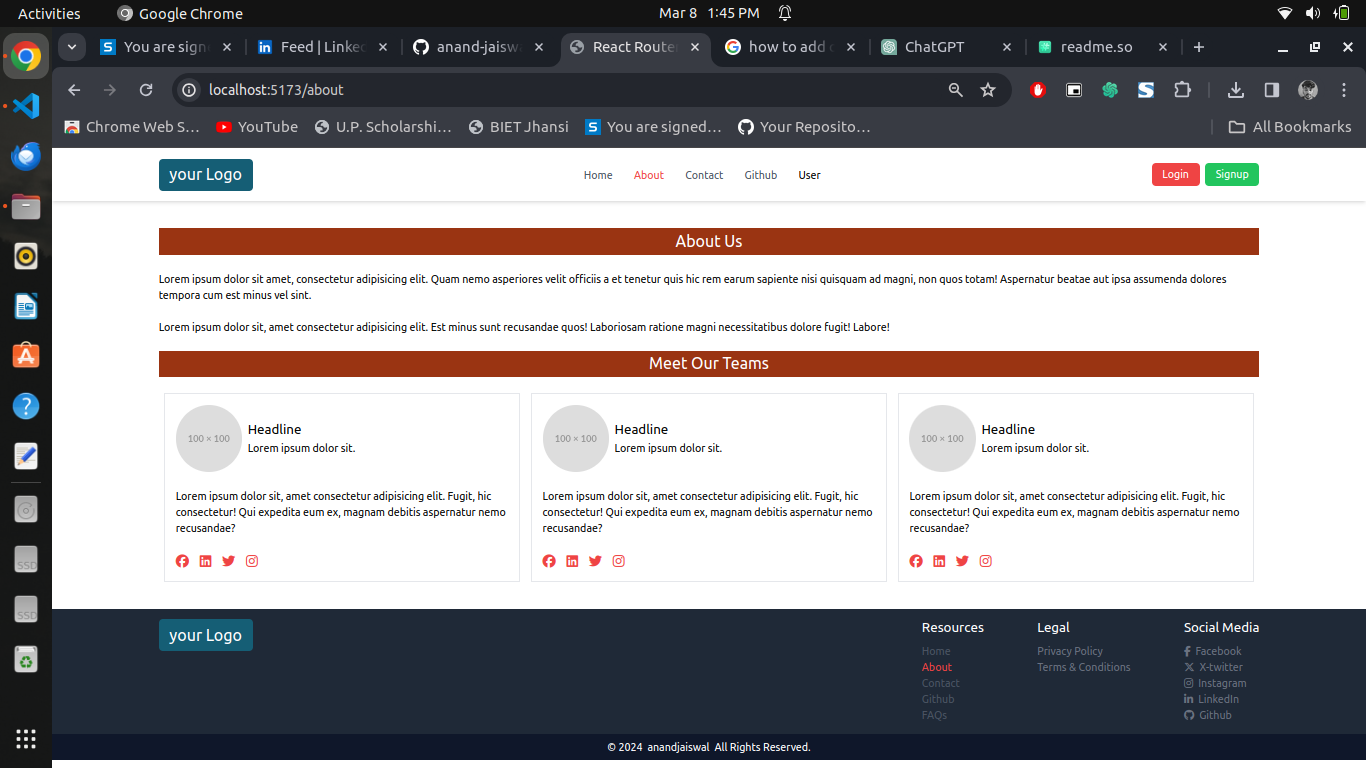 Activities
Google Chrome
Mar 8 1:45 PM
You are sign
Feed | Linke
anand-jaisw
React Route
how to add
ChatGPT
readme.so
localhost:5173/about
Chrome Web S...
YouTube
U.P. Scholarshi...
BIET Jhansi
You are signed...
Your Reposito...
All Bookmarks
your Logo
Home
About
Contact
Github
User
Login
Signup
About Us
Lorem ipsum dolor sit amet, consectetur adipisicing elit. Quam nemo asperiores velit officiis a et tenetur quis hic rem earum sapiente nisi quisquam ad magni, non quos totam! Aspernatur beatae aut ipsa assumenda dolores
tempora cum est minus vel sint.
Lorem ipsum dolor sit, amet consectetur adipisicing elit. Est minus sunt recusandae quos! Laboriosam ratione magni necessitatibus dolore fugit! Labore!
Meet Our Teams
100 × 100
Headline
Lorem ipsum dolor sit.
Lorem ipsum dolor sit, amet consectetur adipisicing elit. Fugit, hic
consectetur! Qui expedita eum ex, magnam debitis aspernatur nemo
recusandae?
100 × 100
Headline
Lorem ipsum dolor sit.
Lorem ipsum dolor sit, amet consectetur adipisicing elit. Fugit, hic
consectetur! Qui expedita eum ex, magnam debitis aspernatur nemo
recusandae?
100 × 100
Headline
Lorem ipsum dolor sit.
Lorem ipsum dolor sit, amet consectetur adipisicing elit. Fugit, hic
consectetur! Qui expedita eum ex, magnam debitis aspernatur nemo
recusandae?
SSD
SSD
your Logo
Resources
Home
About
Contact
Github
FAQs
Legal
Privacy Policy
Terms & Conditions
Social Media
Facebook
X-twitter
Instagram
LinkedIn
Github
© 2024 anandjaiswal All Rights Reserved.